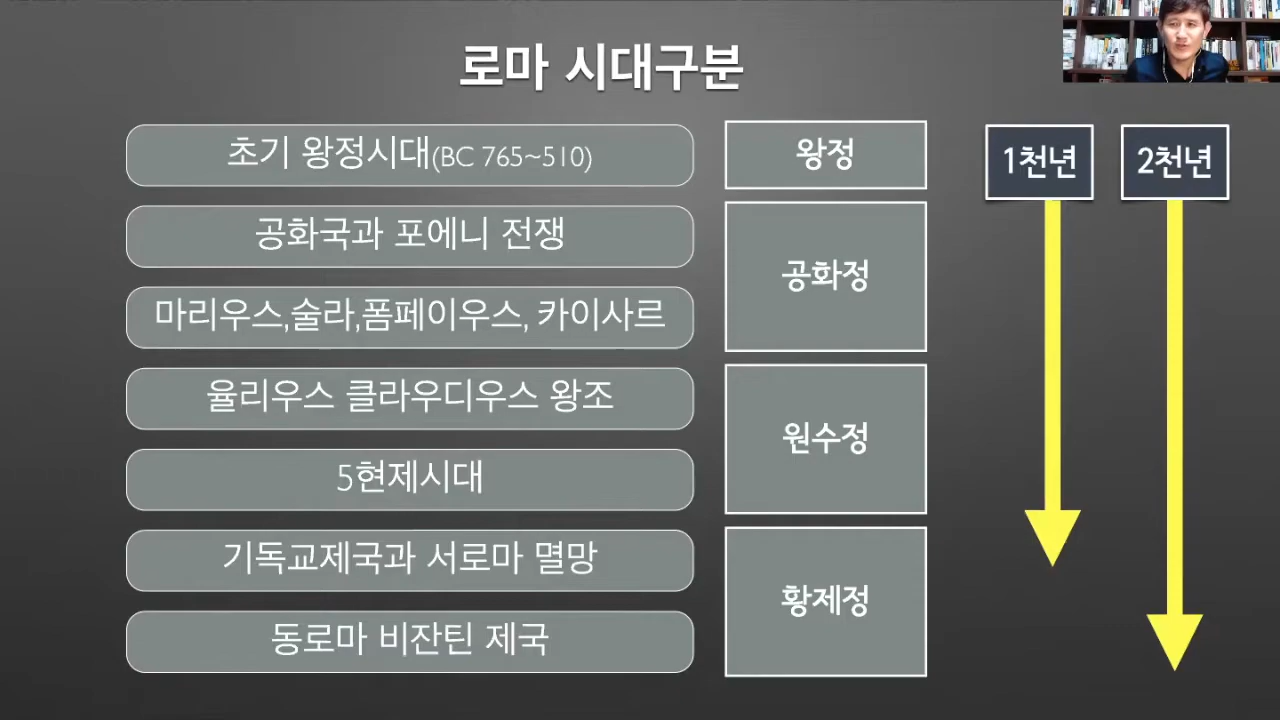 로마 시대구분
초기 왕정시대(BC 765~510)
왕정
1천년
2천년
공화국과 포에니 전쟁
공화정
마리우스,술라,폼페이우스, 카이사르
율리우스 클라우디우스 왕조
원수정
5현제시대
기독교제국과 서로마 멸망
황제정
동로마 비잔틴 제국